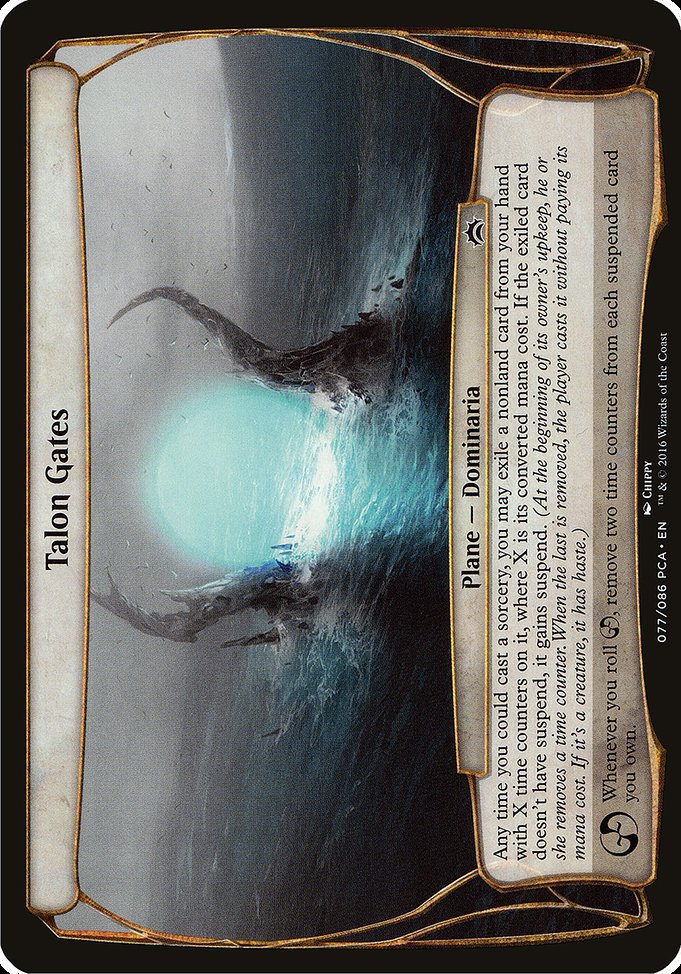 Talon Gates
Plane — Dominaria
Any time you could cast a sorcery, you may exile a nonland card from your hand
with X time counters on it, where X is its converted mana cost. If the exiled card
doesn't have suspend, it gains suspend. (At the beginning of its owner's upkeep, he or
she removes a time counter. When the last is removed, the player casts it without paying its
mana cost. If it's a creature, it has haste.)
Whenever you roll , remove two time counters from each suspended card
you own.
077/086 PCA • EN CHIPPY ™ & © 2016 Wizards of the Coast